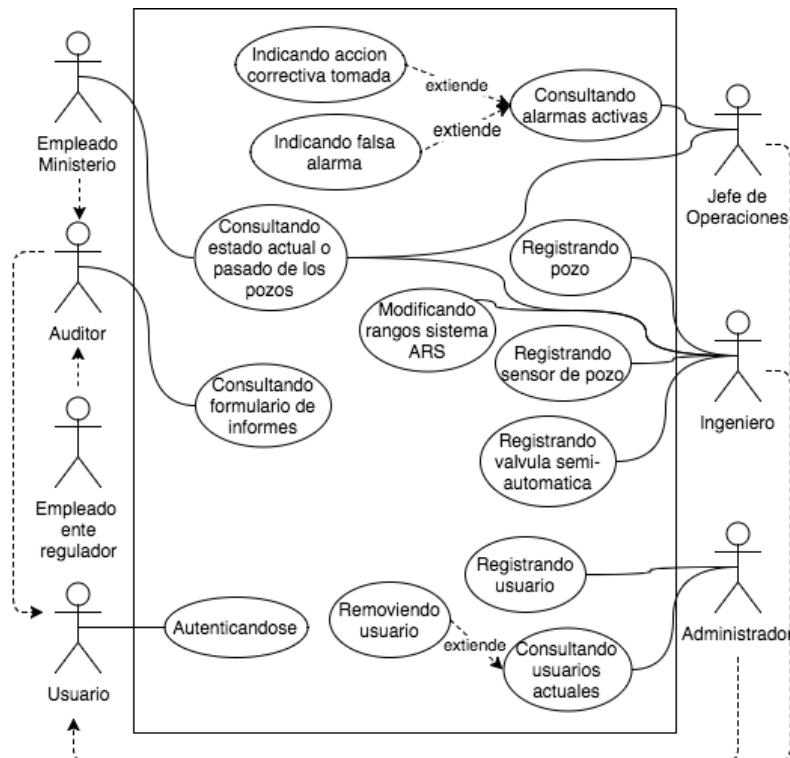 Indicando accion
correctiva tomada
extiende
Consultando
alarmas activas
Empleado
Ministerio
extiende
Indicando falsa
alarma
Jefe de
Operaciones
Consultando
estado actual o
pasado de los
pozos
Registrando
pozo
Auditor
Modificando
rangos sistema
ARS
Registrando
sensor de pozo
Consultando
formulario de
informes
Ingeniero
Registrando
valvula semi-
automatica
Empleado
ente
regulador
Registrando
usuario
Autenticandose
Removiendo
usuario
extiende
Consultando
usuarios
actuales
Administrador
Usuario